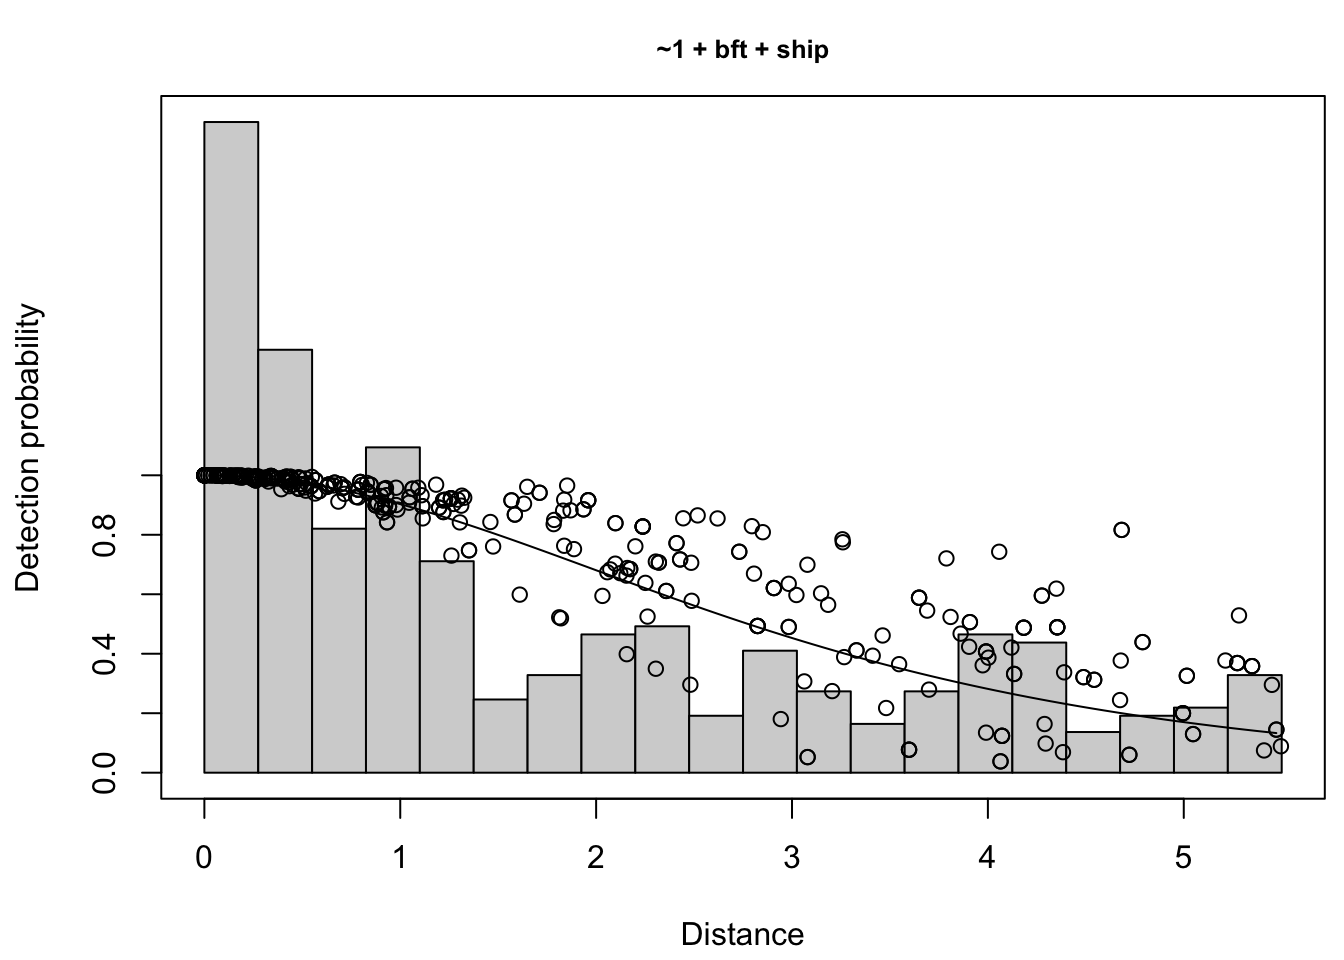 ~1 + bft + ship
Detection probability
0.8
0.4
0.0
0 1 2 3 4 5
Distance